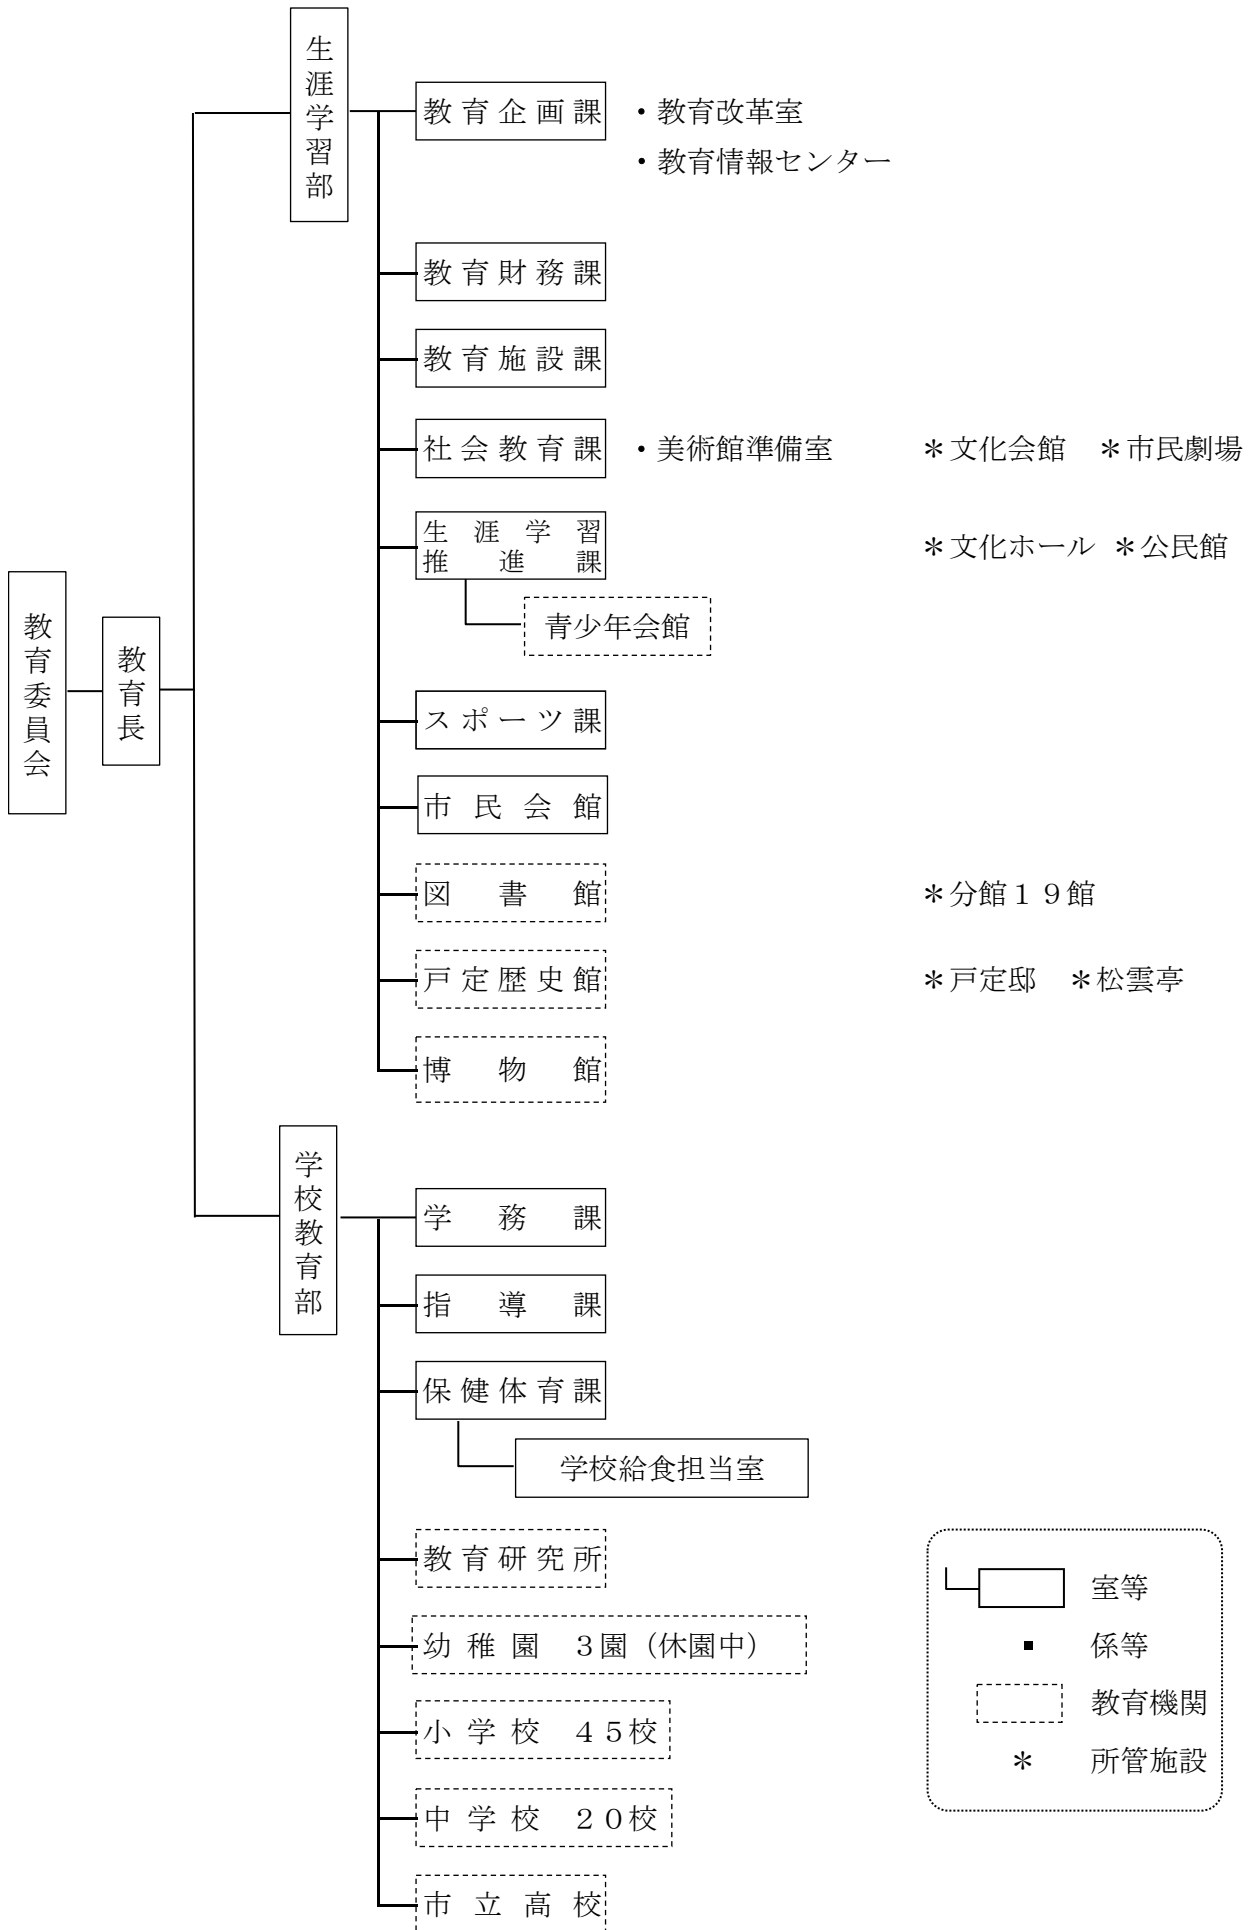 教育委員会
教育長
生涯学習部
教育企画課 ・教育改革室
・教育情報センター
教育財務課
教育施設課
社会教育課 ・美術館準備室 ＊文化会館 ＊市民劇場
生涯学習
推進課 ＊文化ホール ＊公民館
青少年会館
スポーツ課
市民会館
図書館 ＊分館１９館
戸定歴史館 ＊戸定邸 ＊松雲亭
博物館
学校教育部
学務課
指導課
保健体育課
学校給食担当室
教育研究所
幼稚園 ３園（休園中）
小学校 ４５校
中学校 ２０校
市立高校
室等
▪ 係等
教育機関
＊ 所管施設